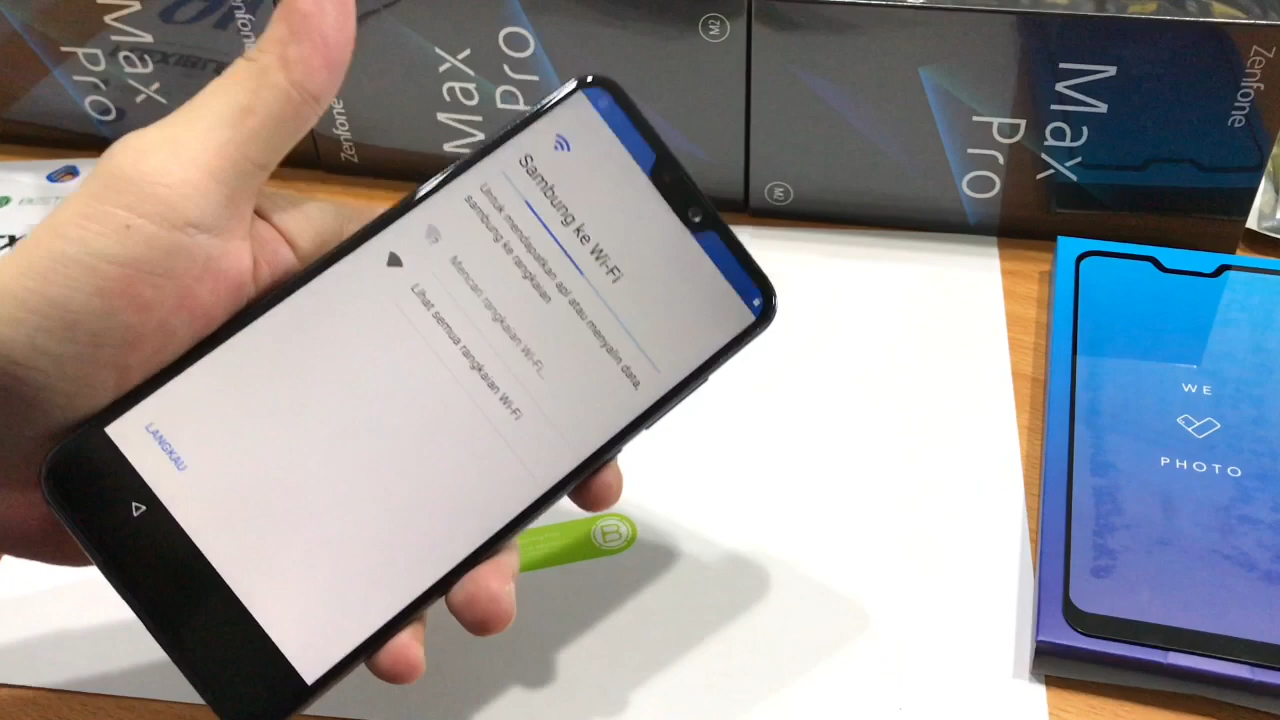 Max
Pro
Zenfone
Max
Pro
M2
M2
Zenfone
Max
Pro
Sambung ke Wi-Fi
Untuk mendapatkan apl atau menyalin data,
sambung ke rangkaian
Mencari rangkaian Wi-Fi...
Lihat semua rangkaian Wi-Fi
LANGKAU
WE
PHOTO